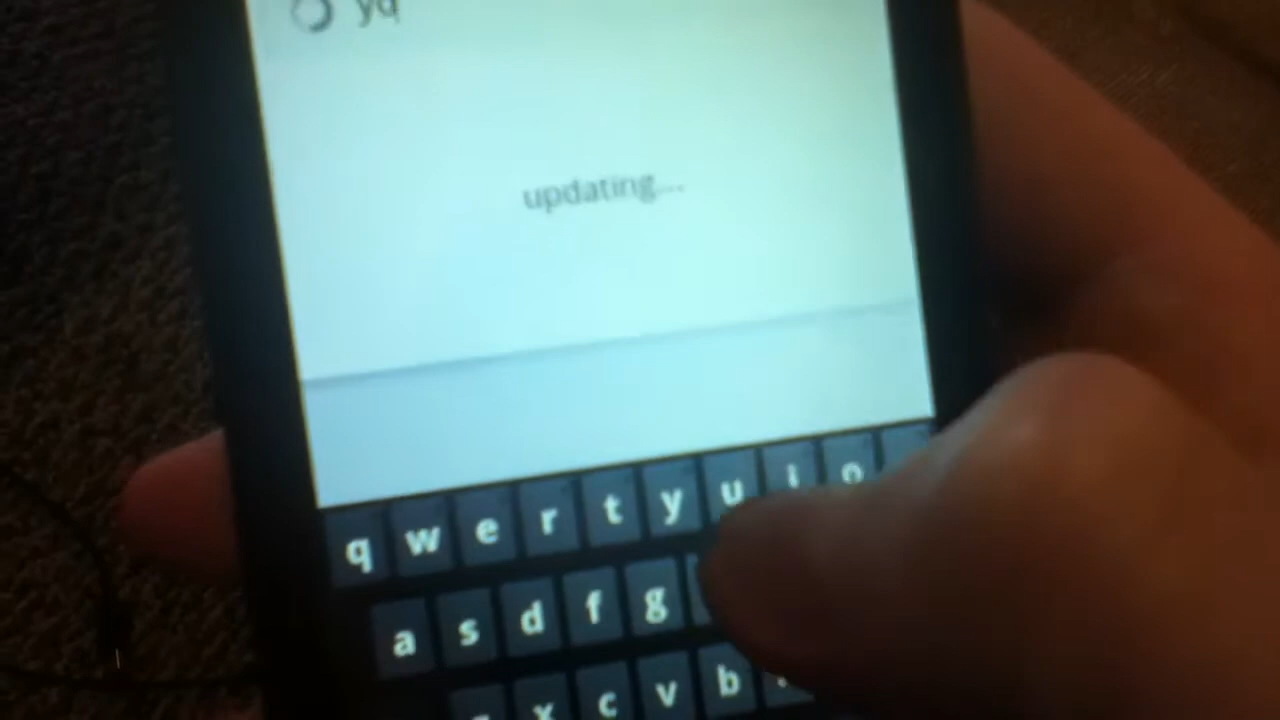 yq
updating...
q w e r t y u i o
a s d f g
x c v b